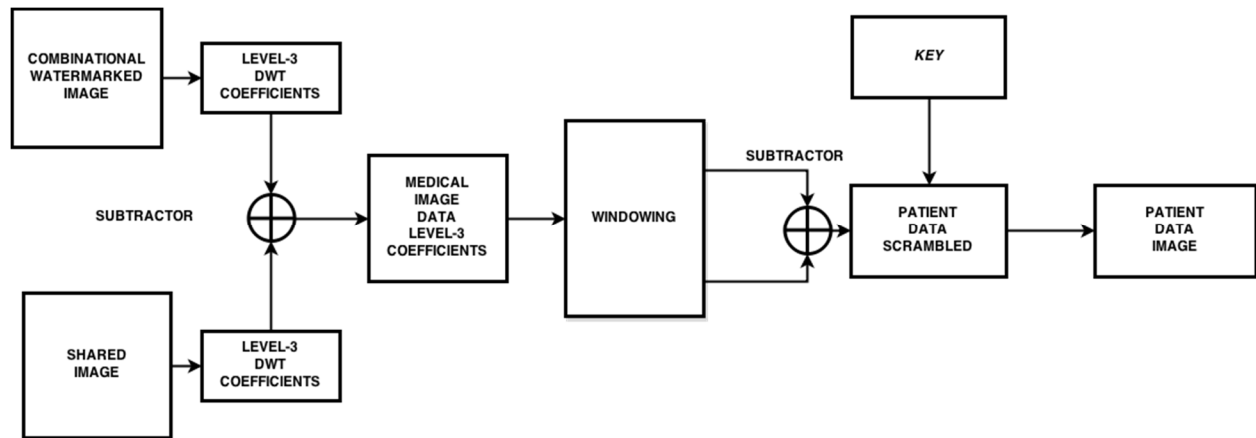 COMBINATIONAL
WATERMARKED
IMAGE
LEVEL-3
DWT
COEFFICIENTS
KEY
SUBTRACTOR
MEDICAL
IMAGE
DATA
LEVEL-3
COEFFICIENTS
WINDOWING
SUBTRACTOR
PATIENT
DATA
SCRAMBLED
PATIENT
DATA
IMAGE
SHARED
IMAGE
LEVEL-3
DWT
COEFFICIENTS